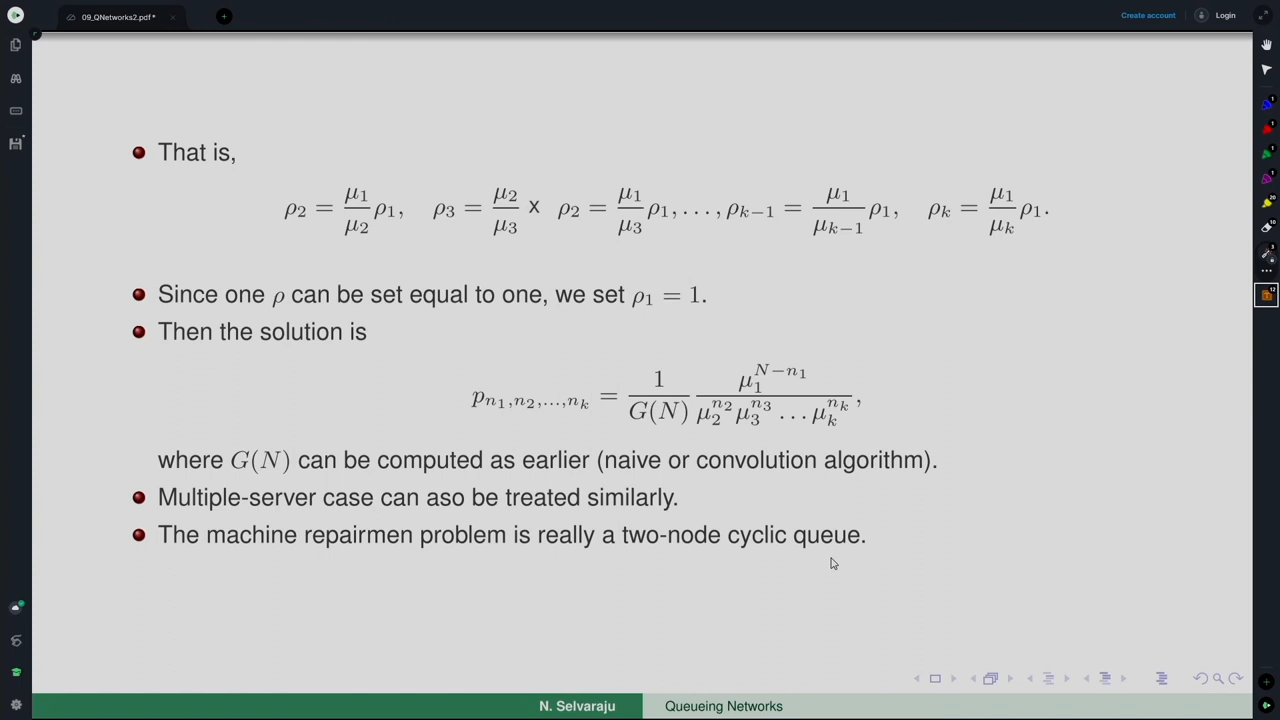 09_QNetworks2.pdf*
Create account
Login
That is,
ρ₂ = μ₁/μ₂ ρ₁, ρ₃ = μ₂/μ₃ x ρ₂ = μ₁/μ₃ ρ₁, . . . , ρₖ₋₁ = μ₁/μₖ₋₁ ρ₁, ρₖ = μ₁/μₖ ρ₁.
Since one ρ can be set equal to one, we set ρ₁ = 1.
Then the solution is
p_{n₁,n₂,...,nₖ} = 1/G(N) μ₁^{N−n₁}/(μ₂^{n₂} μ₃^{n₃} . . . μₖ^{nₖ}),
where G(N) can be computed as earlier (naive or convolution algorithm).
Multiple-server case can aso be treated similarly.
The machine repairmen problem is really a two-node cyclic queue.
N. Selvaraju
Queueing Networks